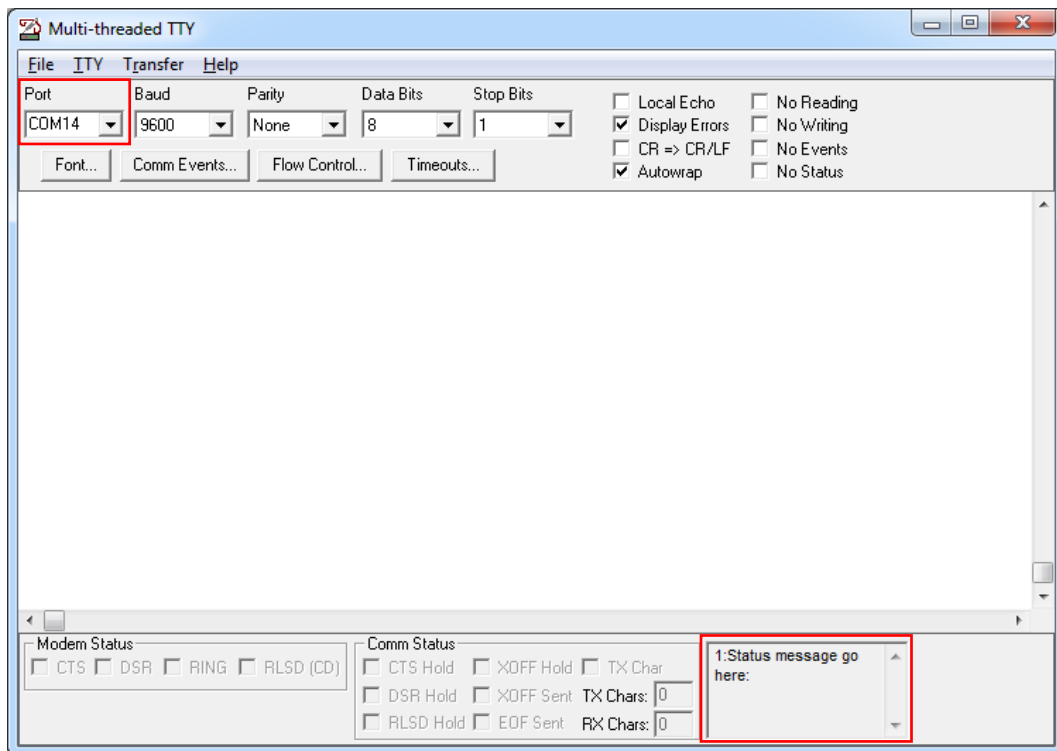 Multi-threaded TTY
File TTY Transfer Help
Port Baud Parity Data Bits Stop Bits
COM14 9600 None 8 1
Font... Comm Events... Flow Control... Timeouts...
Local Echo No Reading
Display Errors No Writing
CR => CR/LF No Events
Autowrap No Status
Modem Status
CTS DSR RING RLSD (CD)
Comm Status
CTS Hold XOFF Hold TX Char
DSR Hold XOFF Sent TX Chars: 0
RLSD Hold EOF Sent RX Chars: 0
1:Status message go
here: